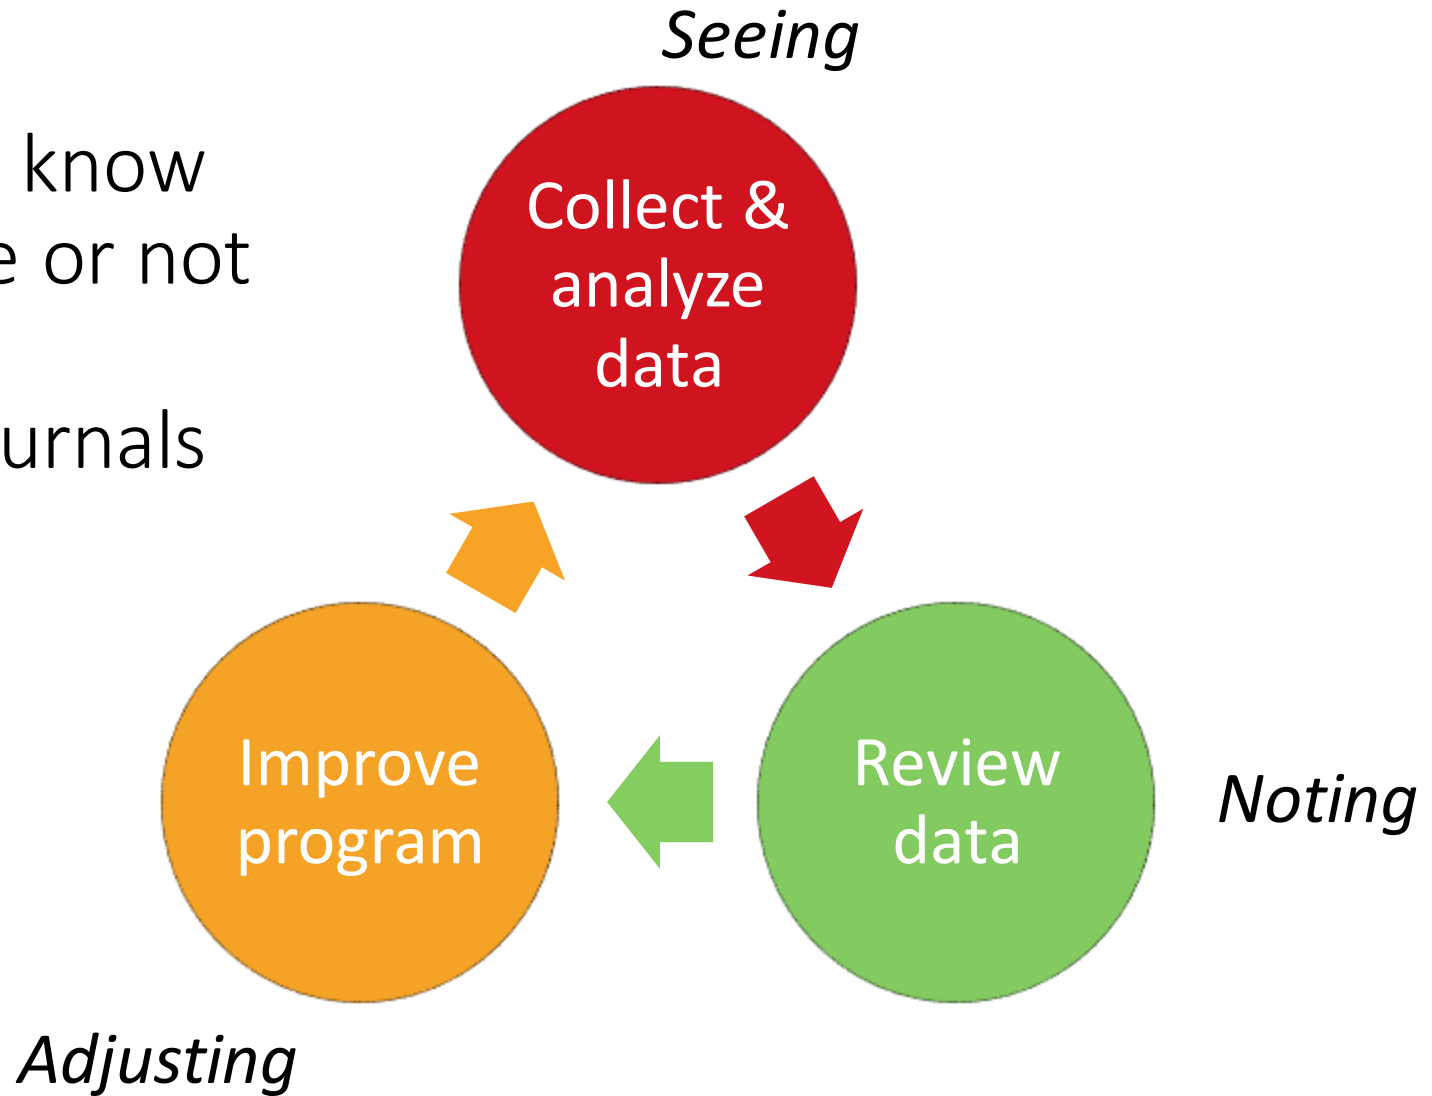 Seeing
know
e or not
urnals
Collect &
analyze
data
Review
data
Noting
Improve
program
Adjusting